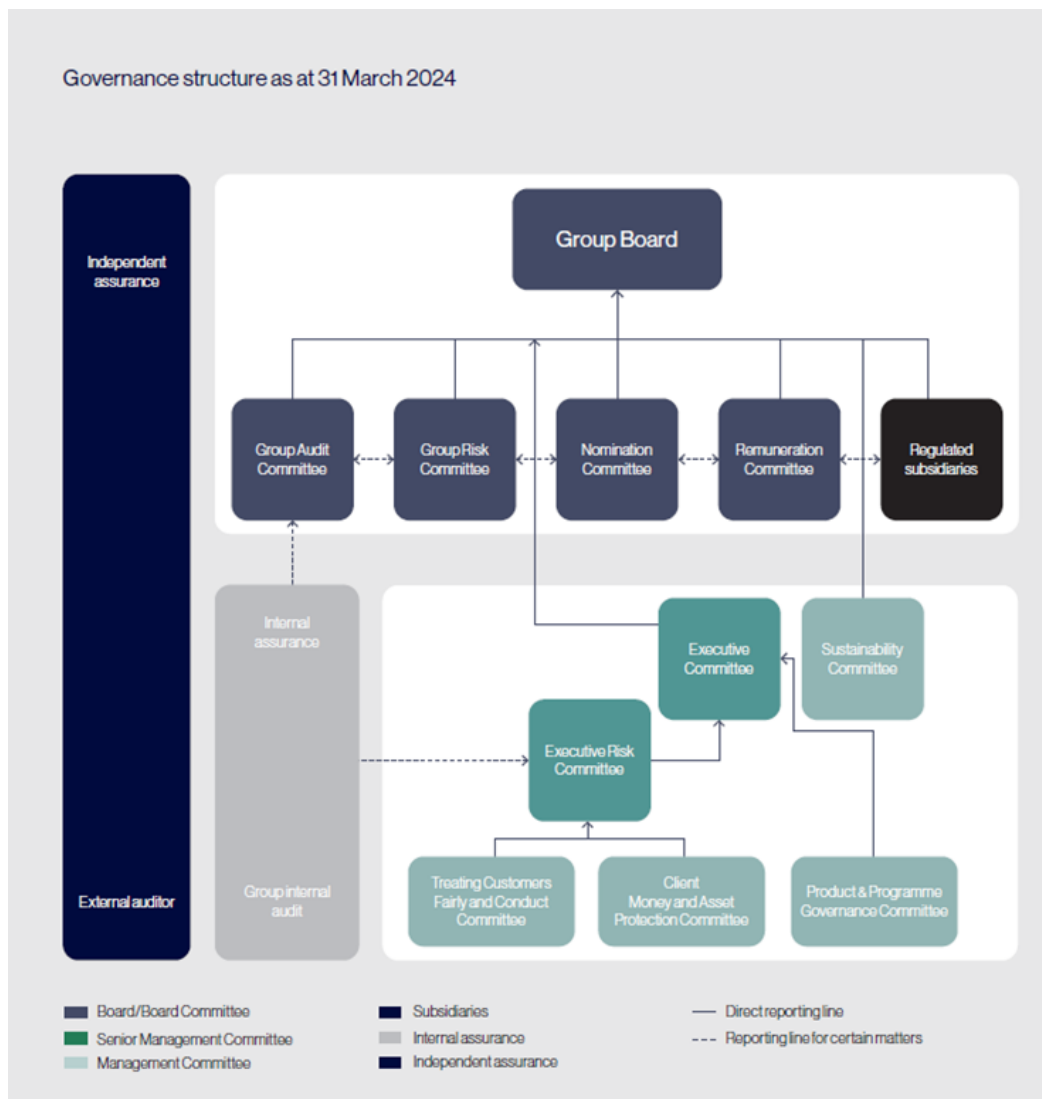 Governance structure as at 31 March 2024
Independent
assurance
External auditor
Group Board
Group Audit
Committee
Group Risk
Committee
Nomination
Committee
Remuneration
Committee
Regulated
subsidiaries
Internal
assurance
Group internal
audit
Executive
Committee
Sustainability
Committee
Executive Risk
Committee
Treating Customers
Fairly and Conduct
Committee
Client
Money and Asset
Protection Committee
Product & Programme
Governance Committee
Board/Board Committee
Senior Management Committee
Management Committee
Subsidiaries
Internal assurance
Independent assurance
Direct reporting line
Reporting line for certain matters